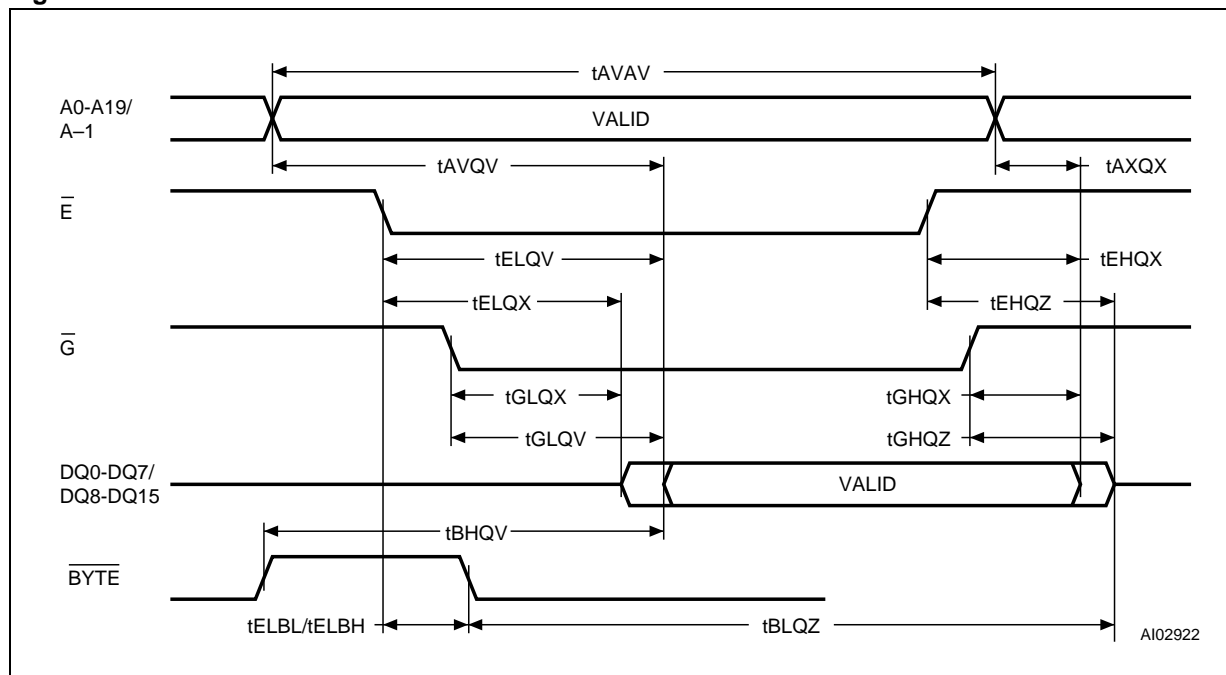 tAVAV
A0-A19/
A–1
VALID
tAVQV
tAXQX
E
tELQV
tEHQX
tELQX
tEHQZ
G
tGLQX
tGHQX
tGLQV
tGHQZ
DQ0-DQ7/
DQ8-DQ15
VALID
tBHQV
BYTE
tELBL/tELBH
tBLQZ
AI02922